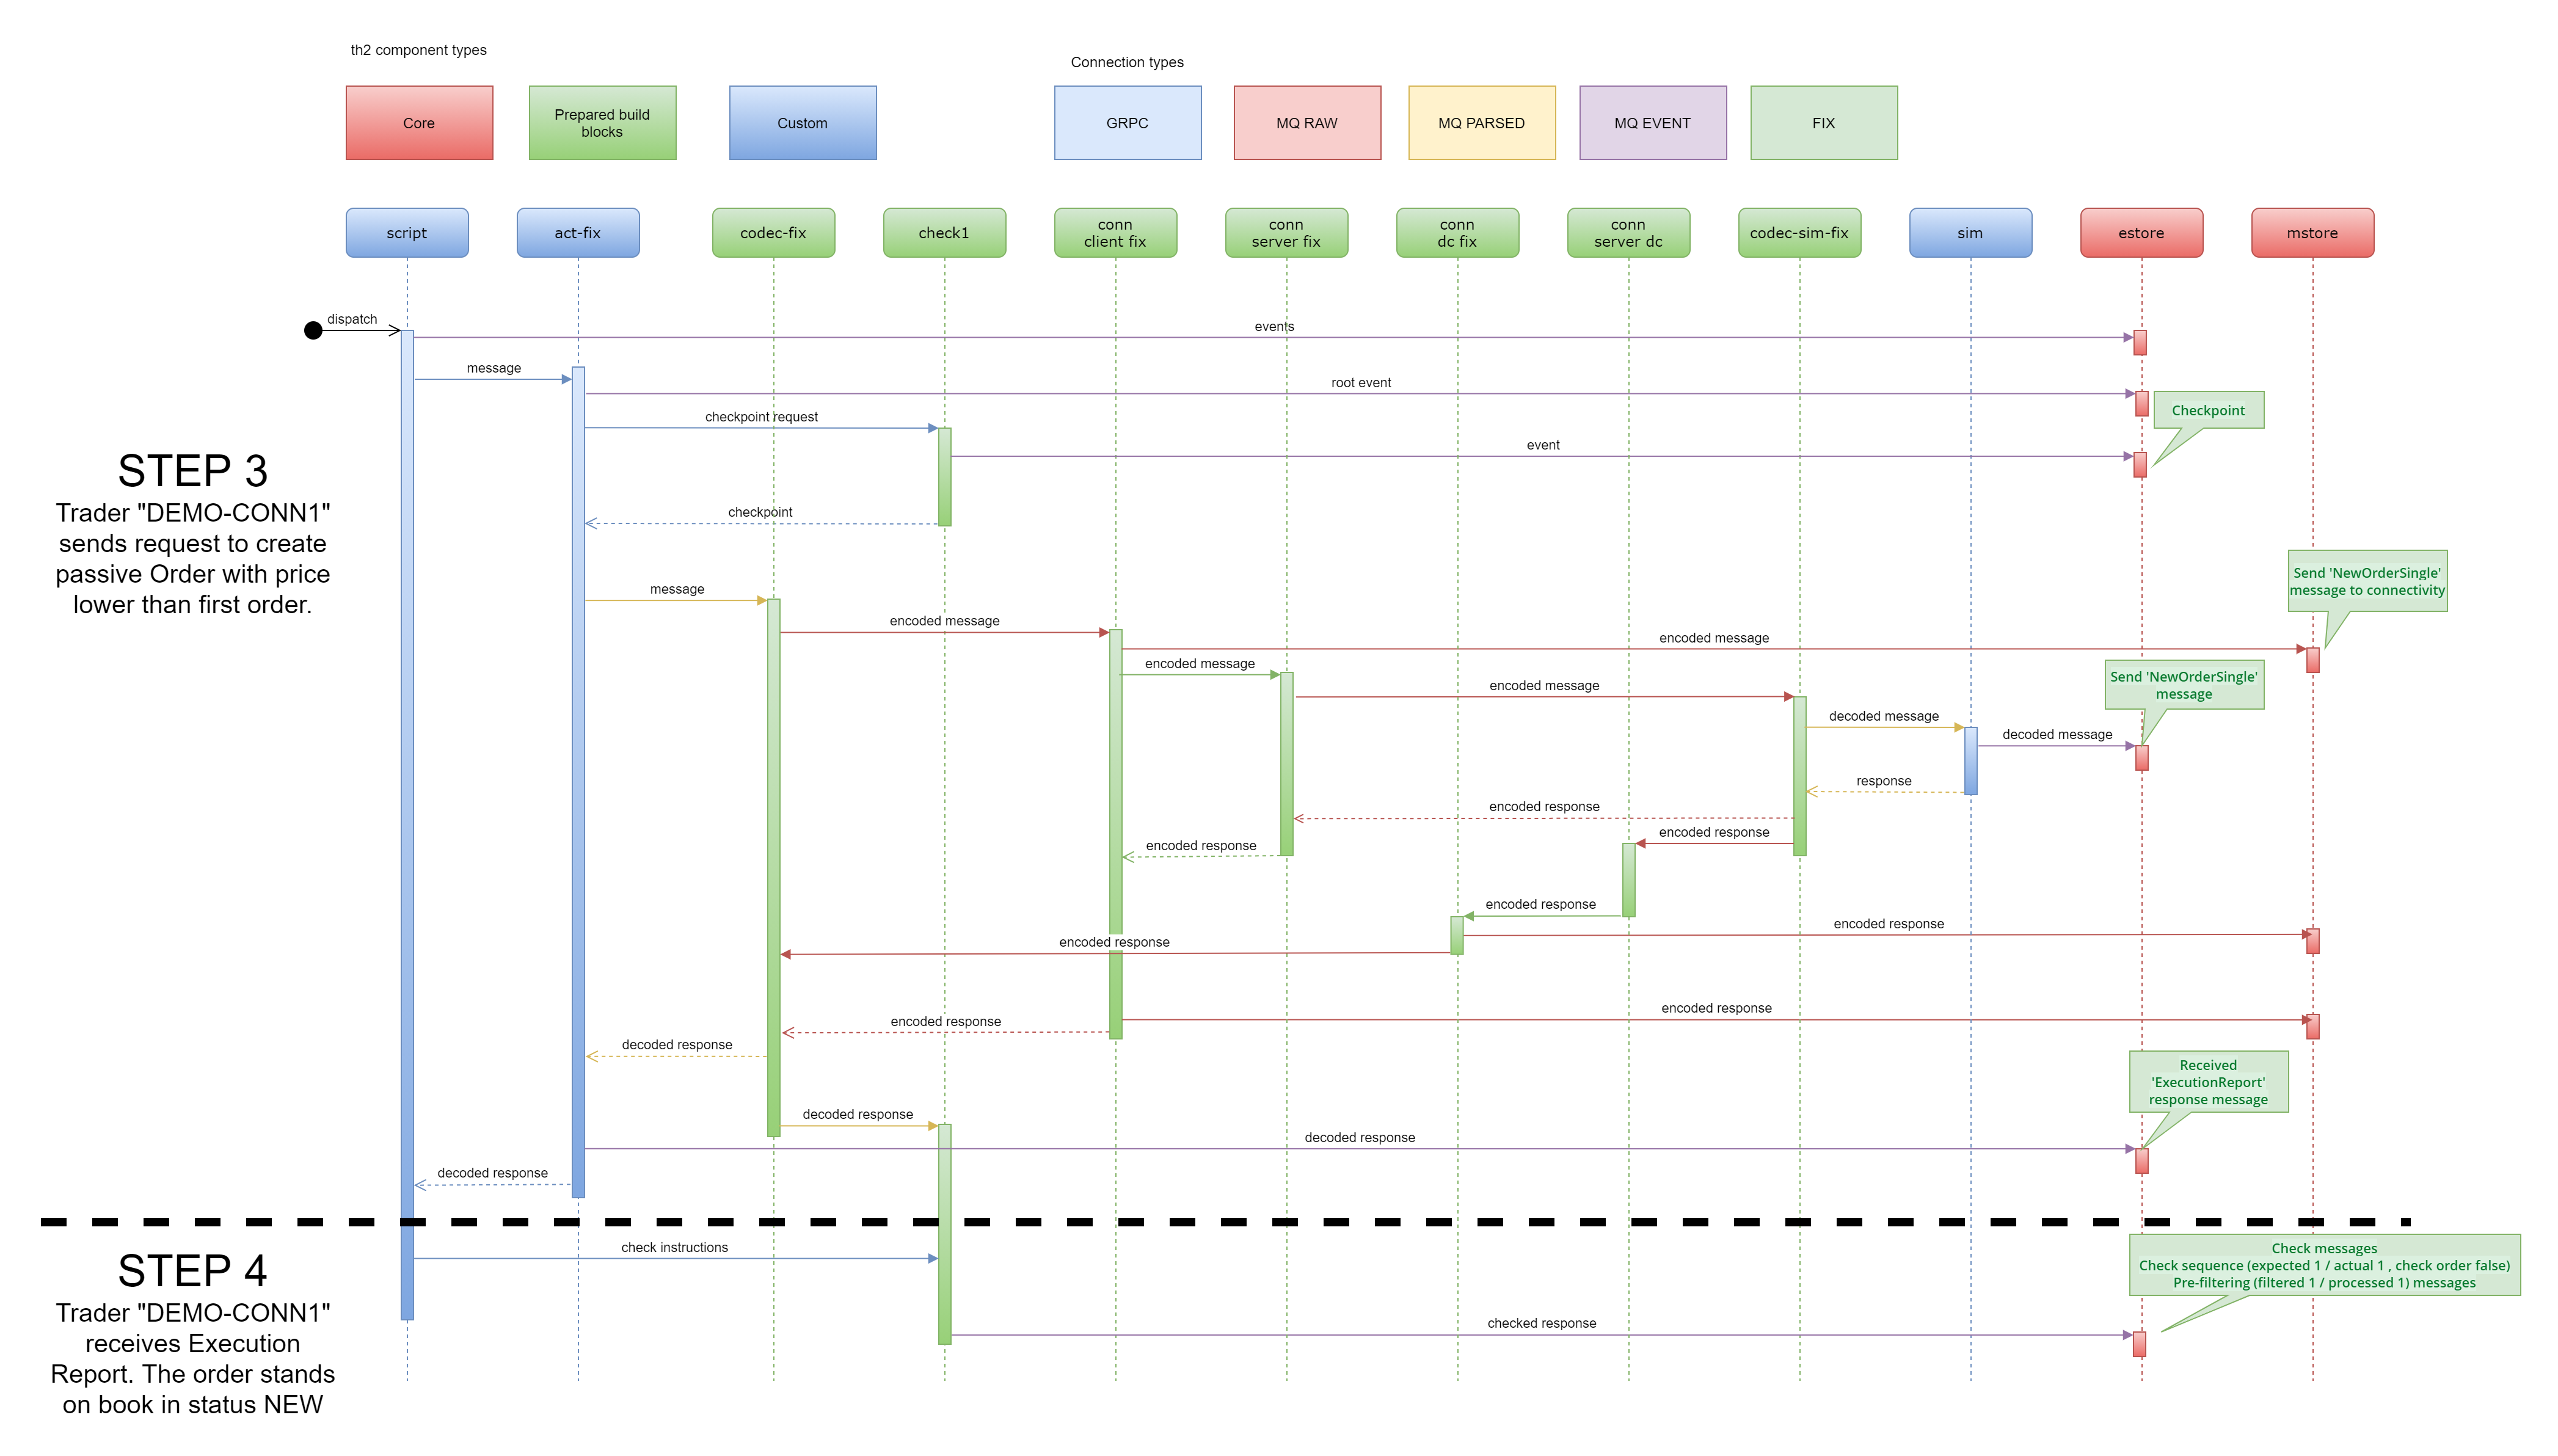 th2 component types
Connection types
Core
Prepared build
blocks
Custom
GRPC
MQ RAW
MQ PARSED
MQ EVENT
FIX
script
act-fix
codec-fix
check1
conn
client fix
conn
server fix
conn
dc fix
conn
server dc
codec-sim-fix
sim
estore
mstore
dispatch
events
message
root event
checkpoint request
Checkpoint
event
STEP 3
Trader "DEMO-CONN1"
sends request to create
passive Order with price
lower than first order.
checkpoint
Send 'NewOrderSingle'
message to connectivity
message
encoded message
encoded message
encoded message
Send 'NewOrderSingle'
message
encoded message
decoded message
decoded message
response
encoded response
encoded response
encoded response
encoded response
encoded response
encoded response
encoded response
encoded response
decoded response
Received
'ExecutionReport'
response message
decoded response
decoded response
decoded response
STEP 4
Trader "DEMO-CONN1"
receives Execution
Report. The order stands
on book in status NEW
check instructions
Check messages
Check sequence (expected 1 / actual 1 , check order false)
Pre-filtering (filtered 1 / processed 1) messages
checked response